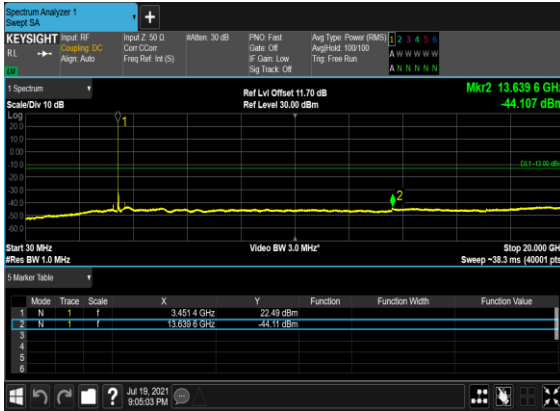 Spectrum Analyzer 1
Swept SA
KEYSIGHT
RL
Input: RF
Coupling: DC
Align: Auto
Input Z: 50 Ω
Corr CCorr
Freq Ref: Int (S)
#Atten: 30 dB
PNO: Fast
Gate: Off
IF Gain: Low
Sig Track: Off
Avg Type: Power (RMS)
Avg|Hold: 100/100
Trig: Free Run
1 2 3 4 5 6
A W W W W W
A N N N N N
1 Spectrum
Scale/Div 10 dB
Ref Lvl Offset 11.70 dB
Ref Level 30.00 dBm
Mkr2 13.639 6 GHz
-44.107 dBm
Log
20.0
10.0
0.00
-10.0
-20.0
-30.0
-40.0
-50.0
-60.0
1
DL1 -13.00 dBm
2
Start 30 MHz
#Res BW 1.0 MHz
Video BW 3.0 MHz*
Stop 20.000 GHz
Sweep ~38.3 ms (40001 pts)
5 Marker Table
Mode Trace Scale X Y Function Function Width Function Value
1 N 1 f 3.451 4 GHz 22.49 dBm
2 N 1 f 13.639 6 GHz -44.11 dBm
3
4
5
6
?
Jul 19, 2021
9:05:03 PM